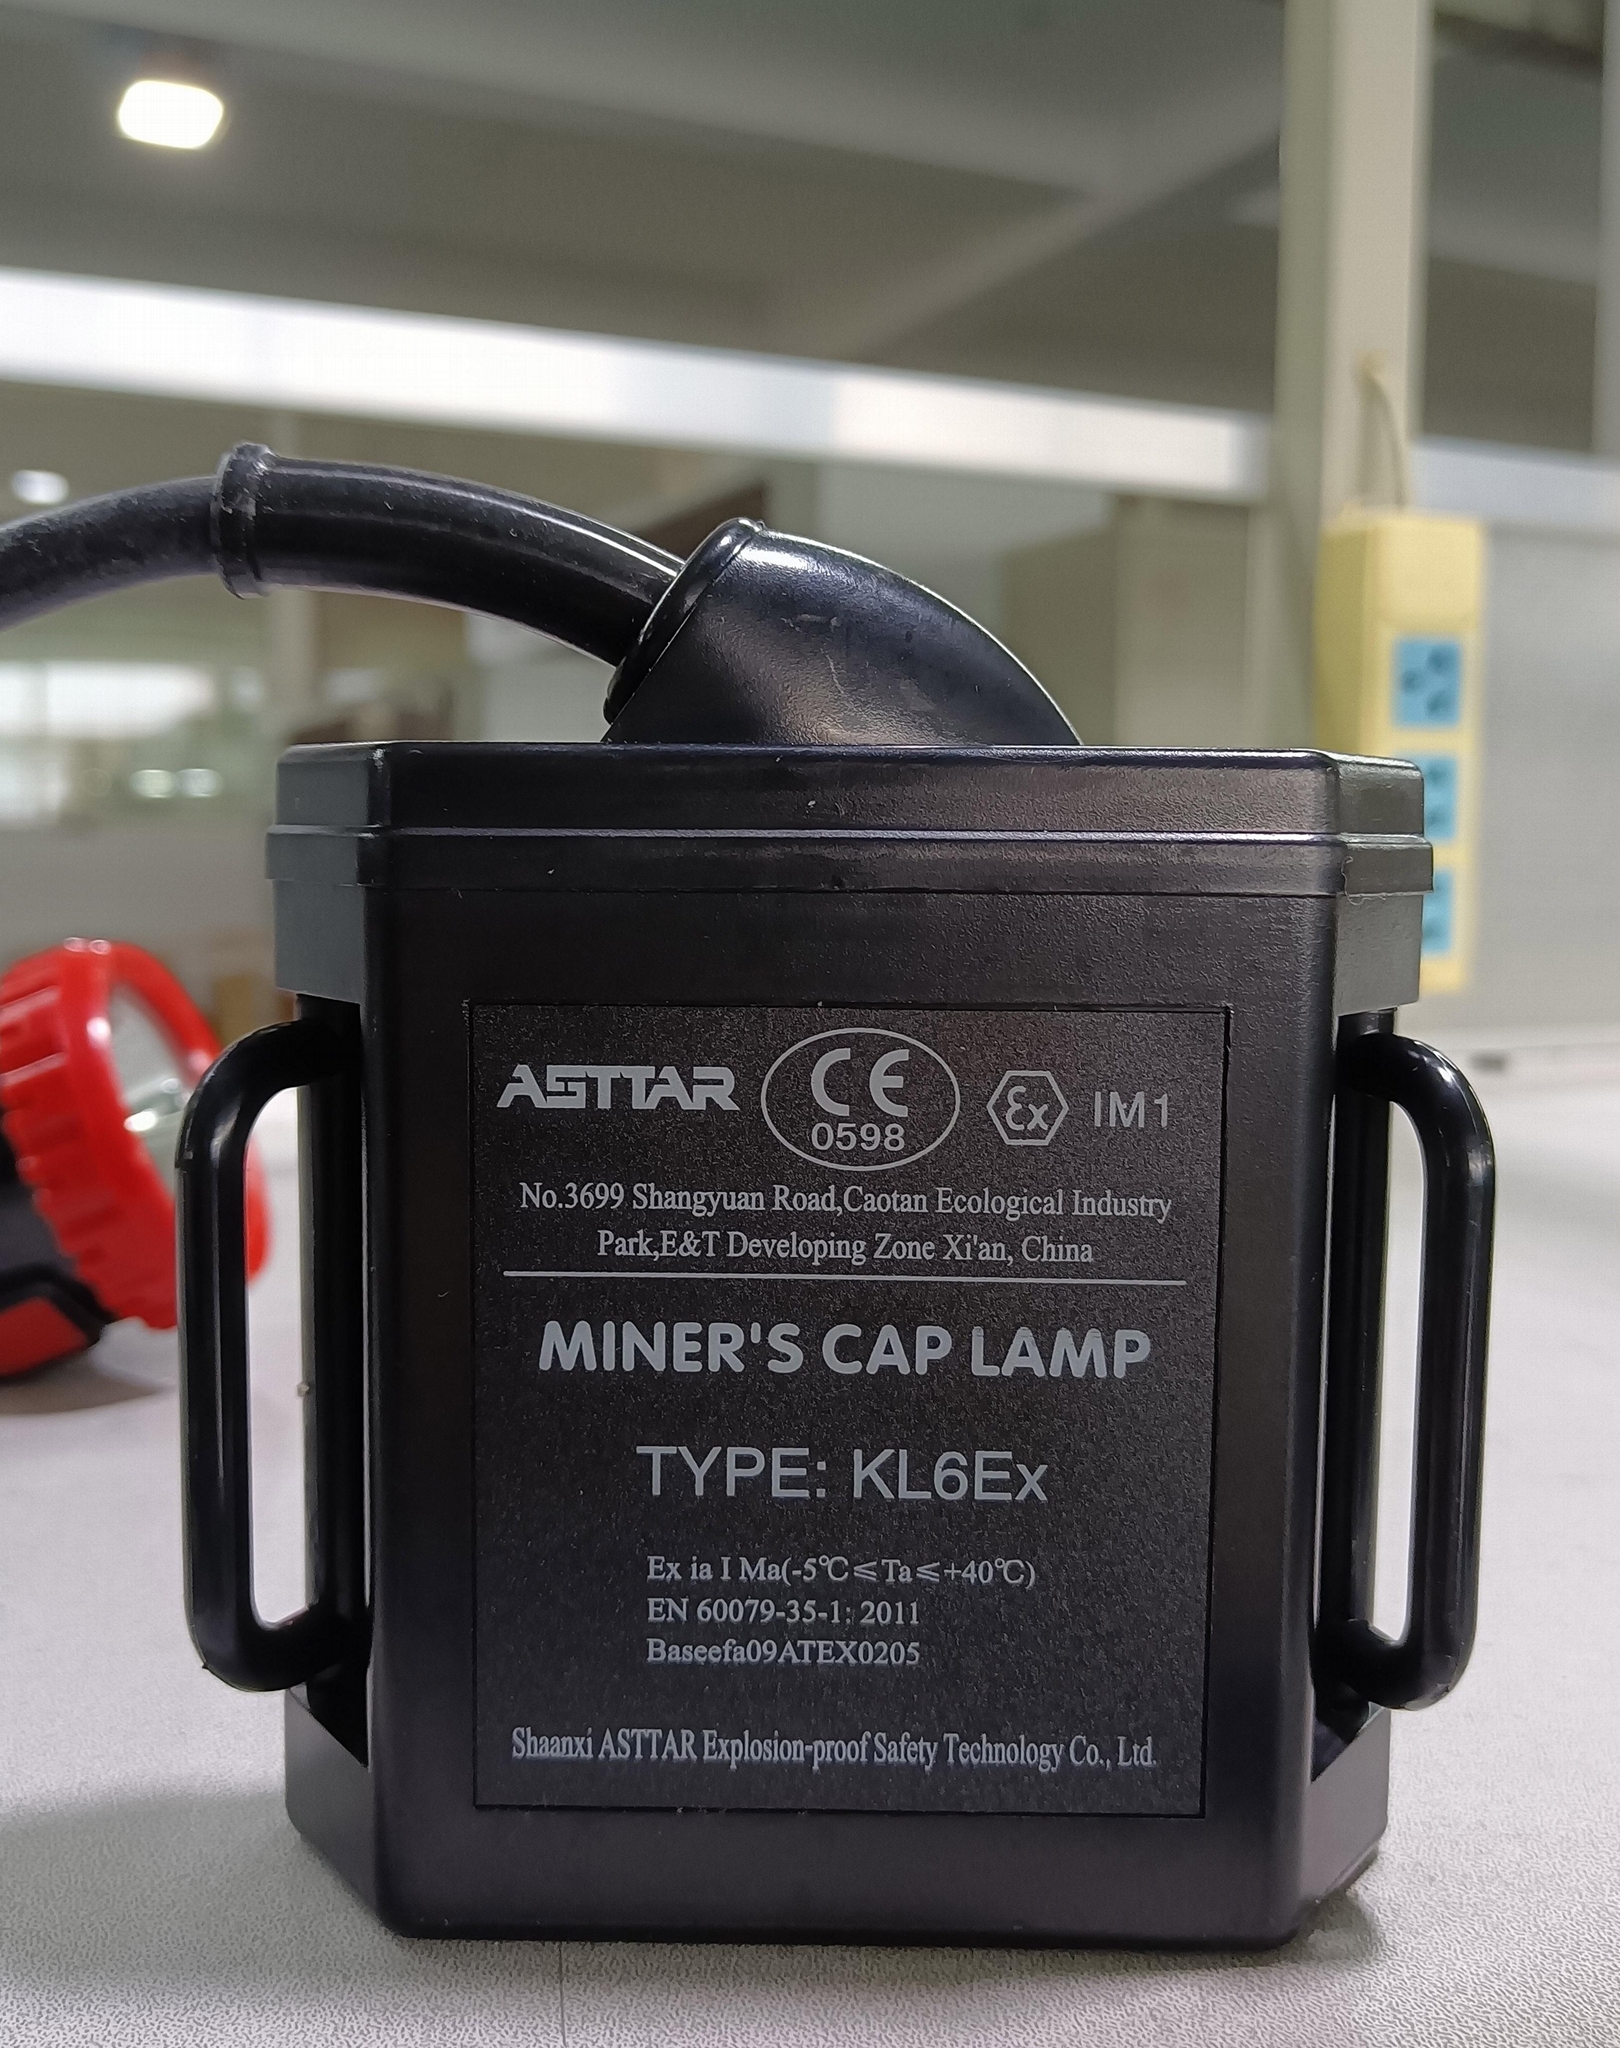 ASTTAR CE 0598 Ex IM1
No.3699 Shangyuan Road,Caotan Ecological Industry
Park,E&T Developing Zone Xi'an, China
MINER'S CAP LAMP
TYPE: KL6Ex
Ex ia I Ma(-5℃≤Ta≤+40℃)
EN 60079-35-1: 2011
Baseefa09ATEX0205
Shaanxi ASTTAR Explosion-proof Safety Technology Co., Ltd.